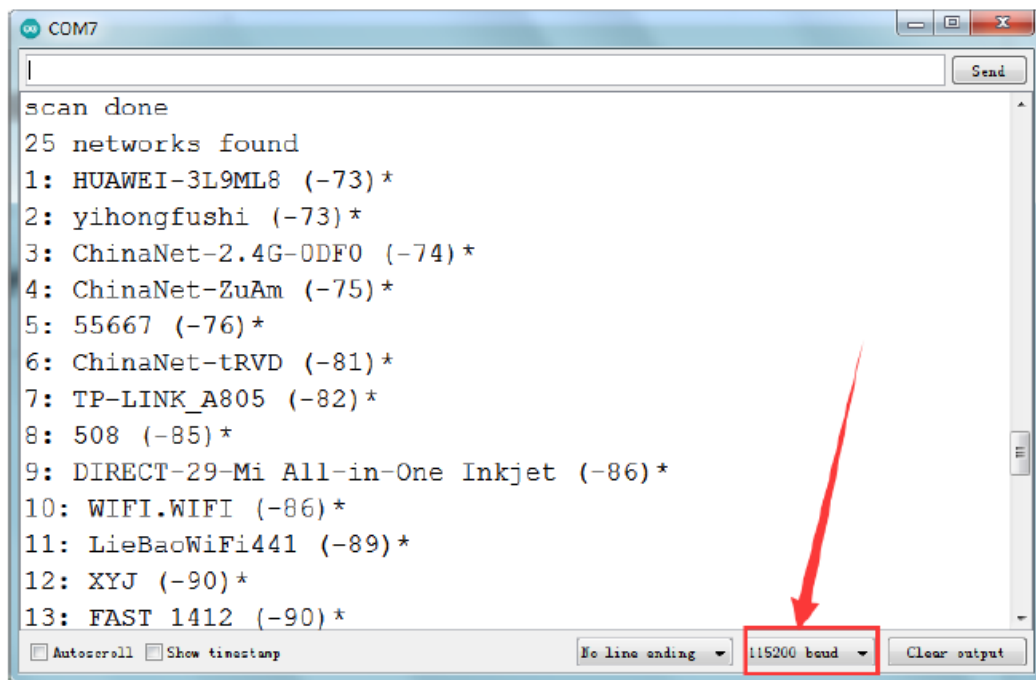 COM7
Send
scan done
25 networks found
1: HUAWEI-3L9ML8 (-73)*
2: yihongfushi (-73)*
3: ChinaNet-2.4G-0DF0 (-74)*
4: ChinaNet-ZuAm (-75)*
5: 55667 (-76)*
6: ChinaNet-tRVD (-81)*
7: TP-LINK_A805 (-82)*
8: 508 (-85)*
9: DIRECT-29-Mi All-in-One Inkjet (-86)*
10: WIFI.WIFI (-86)*
11: LieBaoWiFi441 (-89)*
12: XYJ (-90)*
13: FAST 1412 (-90)*
Autoscroll Show timestamp No line ending 115200 baud Clear output